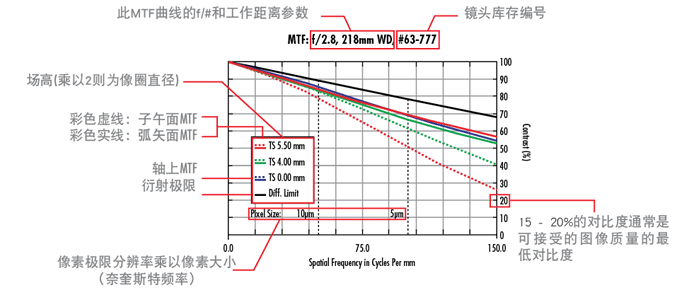 此MTF曲线的f/#和工作距离参数
镜头库存编号
MTF: f/2.8, 218mm WD, #63-777
场高(乘以2则为像圈直径)
彩色虚线：子午面MTF
彩色实线：弧矢面MTF
轴上MTF
衍射极限
TS 5.50 mm
TS 4.00 mm
TS 0.00 mm
Diff. Limit
Pixel Size: 10µm 5µm
100
90
80
70
60
50
40
30
20
10
0
Contrast (%)
0.0 75.0 150.0
Spatial Frequency in Cycles Per mm
像素极限分辨率乘以像素大小
（奈奎斯特频率）
15 - 20%的对比度通常是
可接受的图像质量的最
低对比度